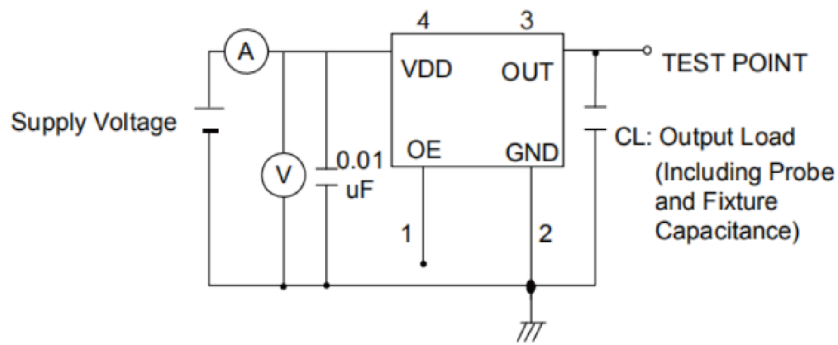 4
3
A
VDD
OUT
TEST POINT
Supply Voltage
OE
GND
CL: Output Load
(Including Probe
and Fixture
Capacitance)
V
0.01
uF
1
2